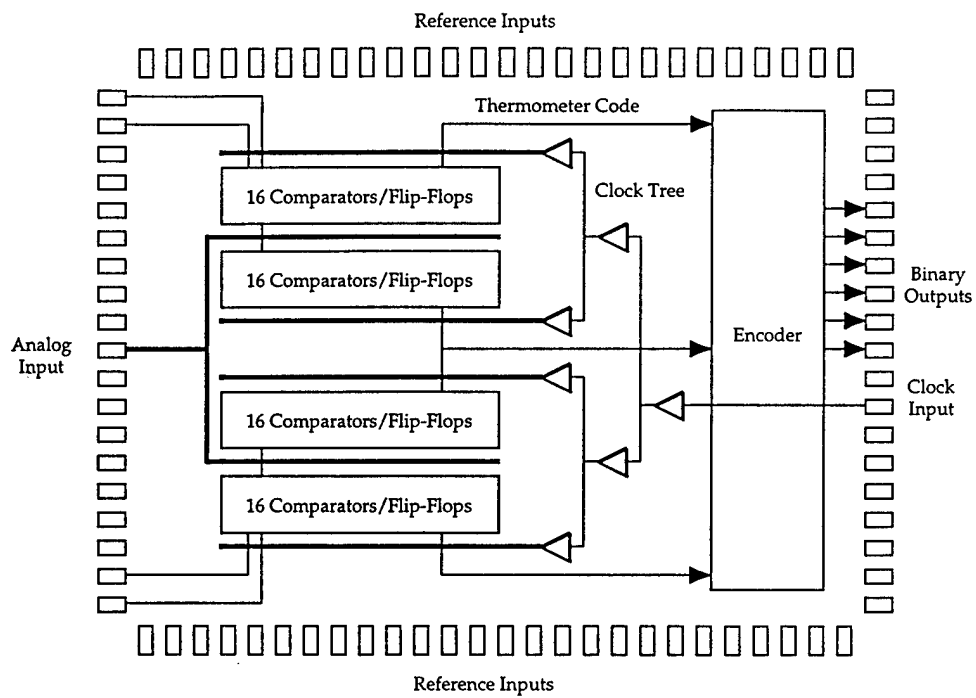 Reference Inputs
Thermometer Code
16 Comparators/Flip-Flops
Clock Tree
16 Comparators/Flip-Flops
Binary
Outputs
Encoder
Analog
Input
Clock
Input
16 Comparators/Flip-Flops
16 Comparators/Flip-Flops
Reference Inputs